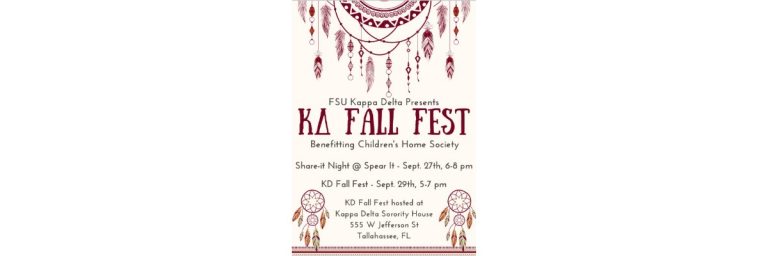 FSU Kappa Delta Presents
KΔ FALL FEST
Benefitting Children's Home Society
Share-it Night @ Spear It - Sept. 27th, 6-8 pm
KD Fall Fest - Sept. 29th, 5-7 pm
KD Fall Fest hosted at
Kappa Delta Sorority House
555 W Jefferson St
Tallahassee, FL